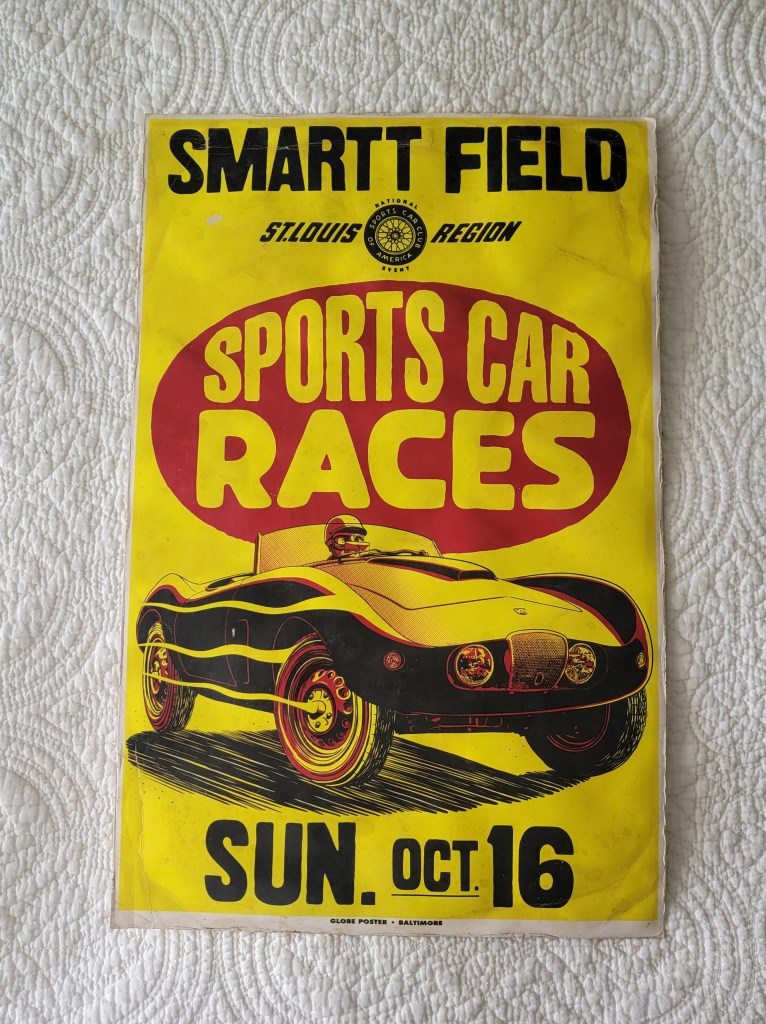 SMARTT FIELD
ST.LOUIS REGION
NATIONAL
SPORTS CAR CLUB
OF AMERICA
EVENT
SPORTS CAR
RACES
SUN. OCT. 16
GLOBE POSTER • BALTIMORE